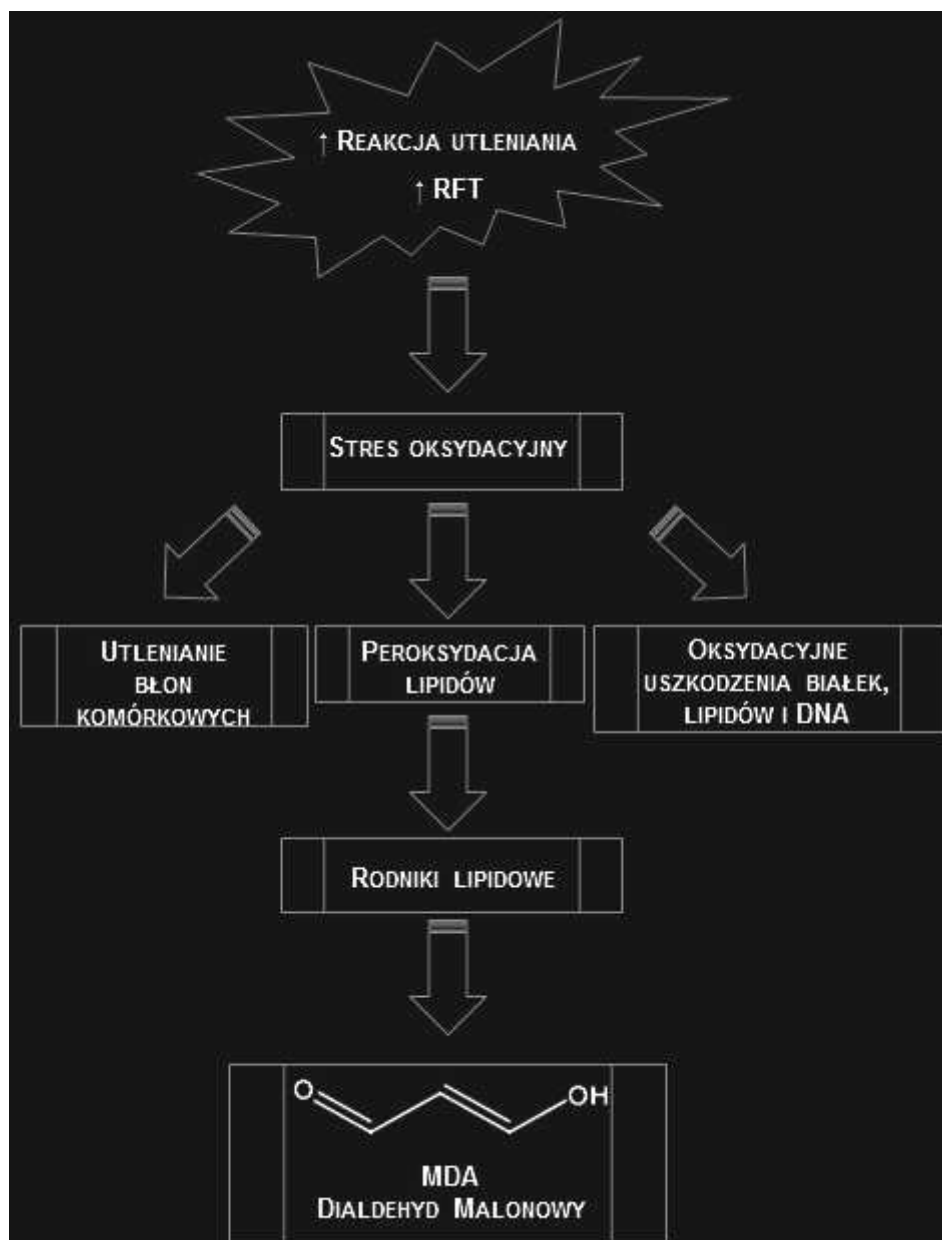 ↑ REAKCJA UTLENIANIA
↑ RFT
STRES OKSYDACYJNY
UTLENIANIE
BŁON
KOMÓRKOWYCH
PEROKSYDACJA
LIPIDÓW
OKSYDACYJNE
USZKODZENIA BIAŁEK,
LIPIDÓW I DNA
RODNIKI LIPIDOWE
O OH
MDA
DIALDEHYD MALONOWY